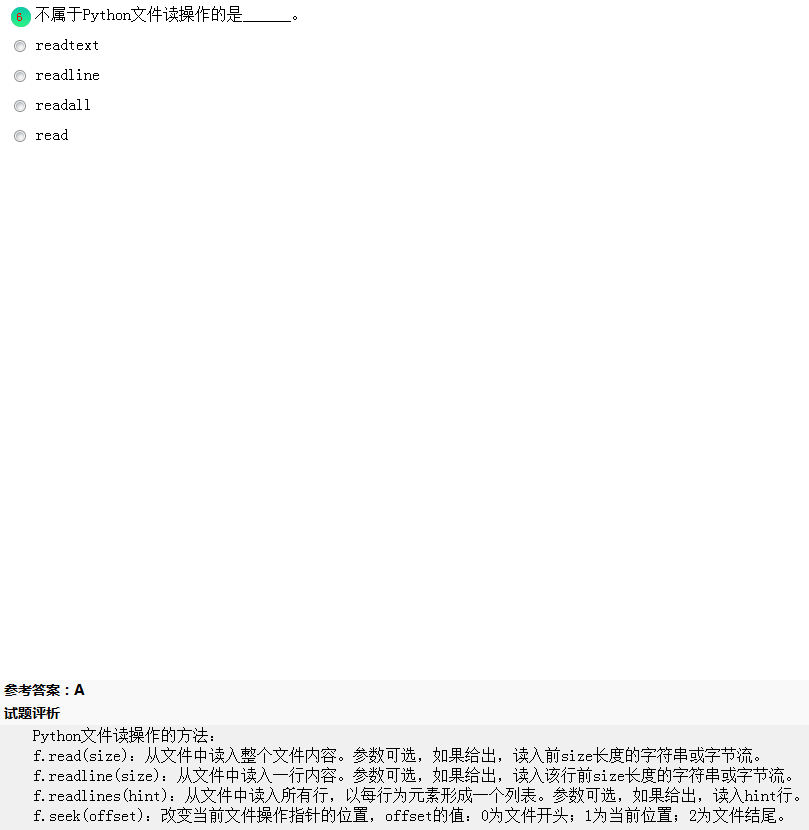 6 不属于Python文件读操作的是______。
readtext
readline
readall
read
参考答案：A
试题评析
Python文件读操作的方法：
f.read(size)：从文件中读入整个文件内容。参数可选，如果给出，读入前size长度的字符串或字节流。
f.readline(size)：从文件中读入一行内容。参数可选，如果给出，读入该行前size长度的字符串或字节流。
f.readlines(hint)：从文件中读入所有行，以每行为元素形成一个列表。参数可选，如果给出，读入hint行。
f.seek(offset)：改变当前文件操作指针的位置，offset的值：0为文件开头；1为当前位置；2为文件结尾。